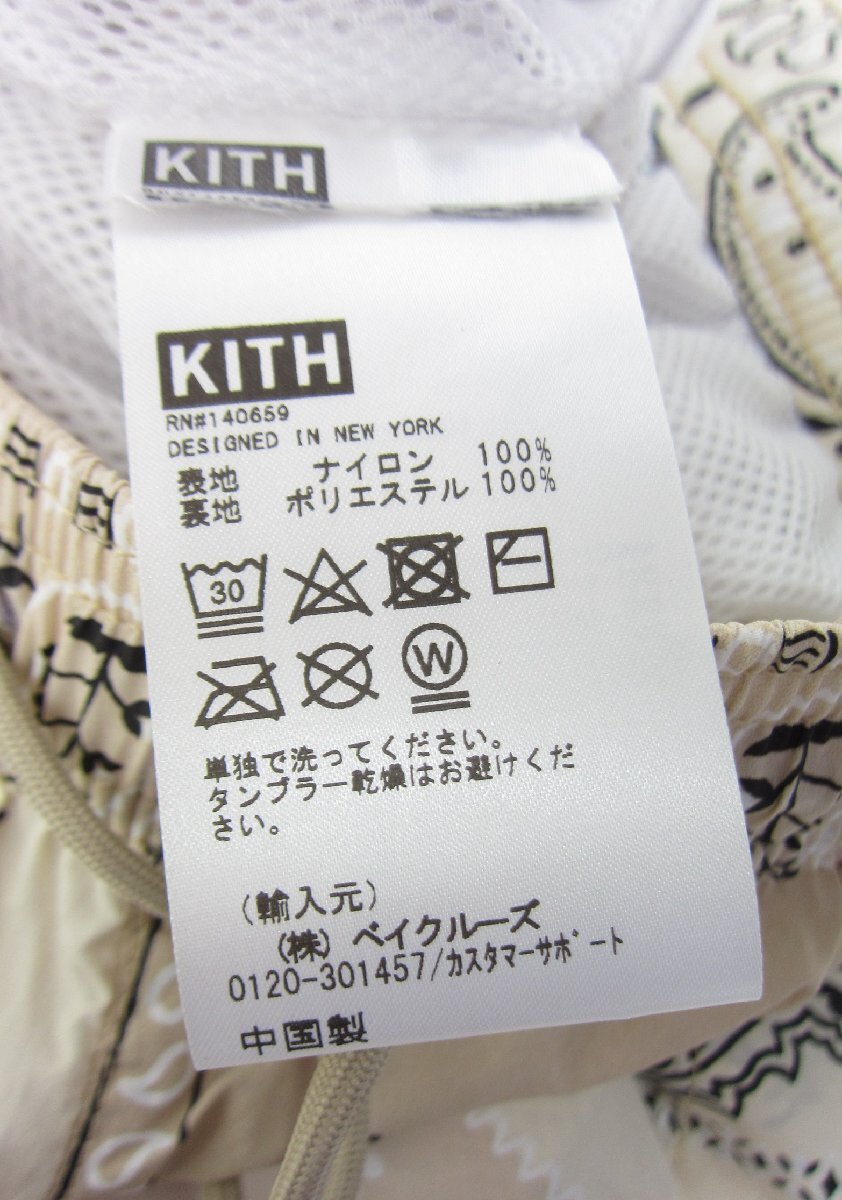 KITH
KITH
RN#140659
DESIGNED IN NEW YORK
表地 ナイロン 100%
裏地 ポリエステル 100%
30
W
単独で洗ってください。
タンブラー乾燥はお避けくだ
さい。
(輸入元)
(株) ベイクルーズ
0120-301457/カスタマーサポート
中国製